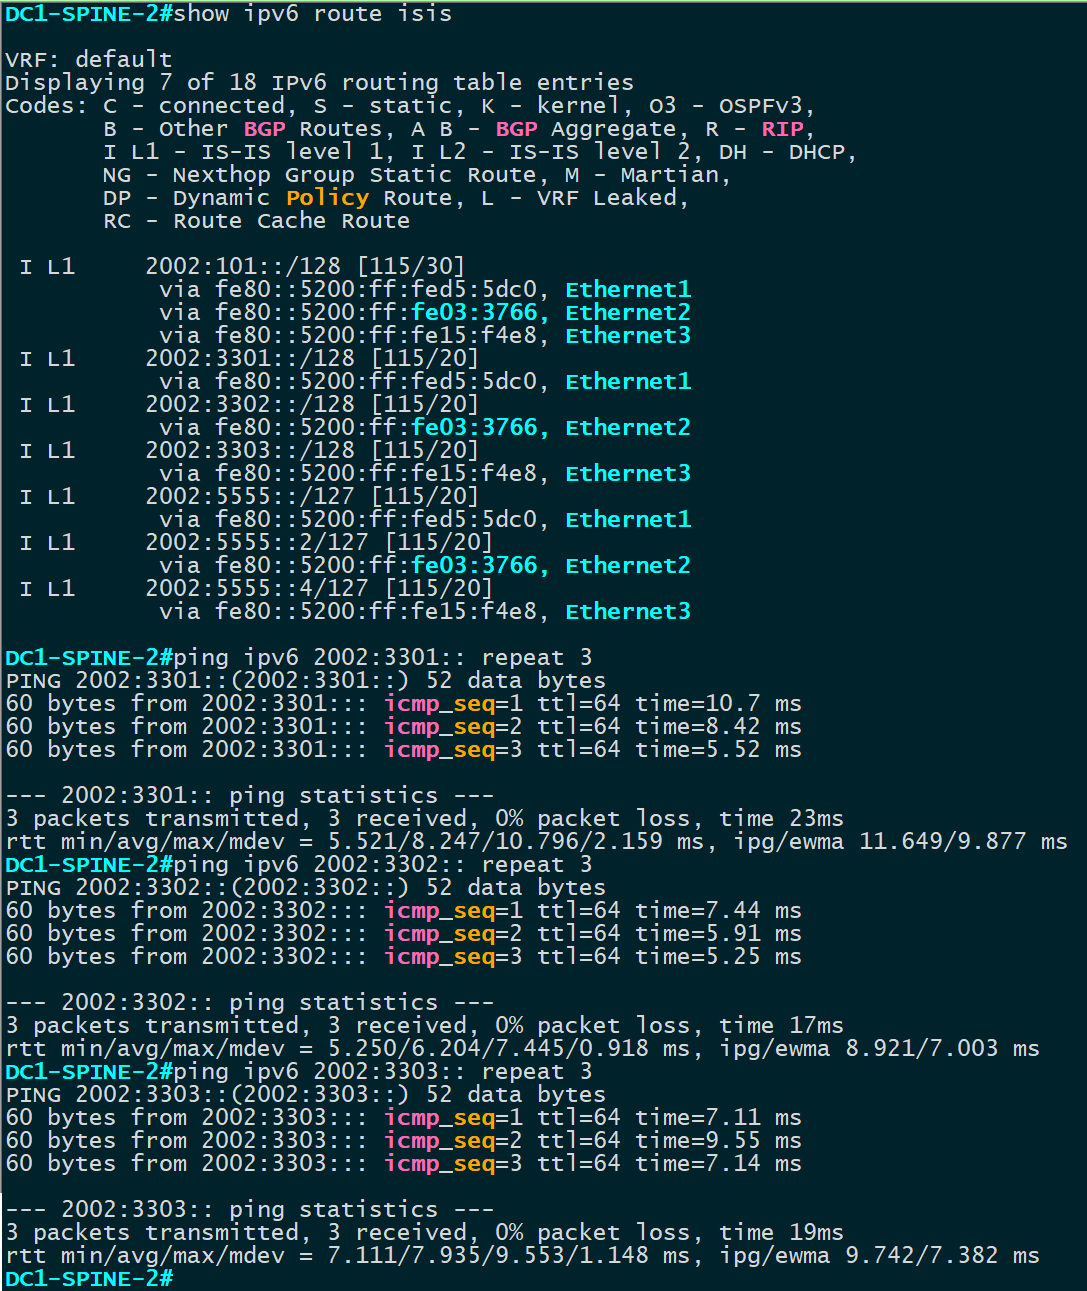 DC1-SPINE-2#show ipv6 route isis
VRF: default
Displaying 7 of 18 IPv6 routing table entries
Codes: C - connected, S - static, K - kernel, O3 - OSPFv3,
B - Other BGP Routes, A B - BGP Aggregate, R - RIP,
I L1 - IS-IS level 1, I L2 - IS-IS level 2, DH - DHCP,
NG - Nexthop Group Static Route, M - Martian,
DP - Dynamic Policy Route, L - VRF Leaked,
RC - Route Cache Route
I L1 2002:101::/128 [115/30]
via fe80::5200:ff:fed5:5dc0, Ethernet1
via fe80::5200:ff:fe03:3766, Ethernet2
via fe80::5200:ff:fe15:f4e8, Ethernet3
I L1 2002:3301::/128 [115/20]
via fe80::5200:ff:fed5:5dc0, Ethernet1
I L1 2002:3302::/128 [115/20]
via fe80::5200:ff:fe03:3766, Ethernet2
I L1 2002:3303::/128 [115/20]
via fe80::5200:ff:fe15:f4e8, Ethernet3
I L1 2002:5555::/127 [115/20]
via fe80::5200:ff:fed5:5dc0, Ethernet1
I L1 2002:5555::2/127 [115/20]
via fe80::5200:ff:fe03:3766, Ethernet2
I L1 2002:5555::4/127 [115/20]
via fe80::5200:ff:fe15:f4e8, Ethernet3
DC1-SPINE-2#ping ipv6 2002:3301:: repeat 3
PING 2002:3301::(2002:3301::) 52 data bytes
60 bytes from 2002:3301::: icmp_seq=1 ttl=64 time=10.7 ms
60 bytes from 2002:3301::: icmp_seq=2 ttl=64 time=8.42 ms
60 bytes from 2002:3301::: icmp_seq=3 ttl=64 time=5.52 ms
--- 2002:3301:: ping statistics ---
3 packets transmitted, 3 received, 0% packet loss, time 23ms
rtt min/avg/max/mdev = 5.521/8.247/10.796/2.159 ms, ipg/ewma 11.649/9.877 ms
DC1-SPINE-2#ping ipv6 2002:3302:: repeat 3
PING 2002:3302::(2002:3302::) 52 data bytes
60 bytes from 2002:3302::: icmp_seq=1 ttl=64 time=7.44 ms
60 bytes from 2002:3302::: icmp_seq=2 ttl=64 time=5.91 ms
60 bytes from 2002:3302::: icmp_seq=3 ttl=64 time=5.25 ms
--- 2002:3302:: ping statistics ---
3 packets transmitted, 3 received, 0% packet loss, time 17ms
rtt min/avg/max/mdev = 5.250/6.204/7.445/0.918 ms, ipg/ewma 8.921/7.003 ms
DC1-SPINE-2#ping ipv6 2002:3303:: repeat 3
PING 2002:3303::(2002:3303::) 52 data bytes
60 bytes from 2002:3303::: icmp_seq=1 ttl=64 time=7.11 ms
60 bytes from 2002:3303::: icmp_seq=2 ttl=64 time=9.55 ms
60 bytes from 2002:3303::: icmp_seq=3 ttl=64 time=7.14 ms
--- 2002:3303:: ping statistics ---
3 packets transmitted, 3 received, 0% packet loss, time 19ms
rtt min/avg/max/mdev = 7.111/7.935/9.553/1.148 ms, ipg/ewma 9.742/7.382 ms
DC1-SPINE-2#